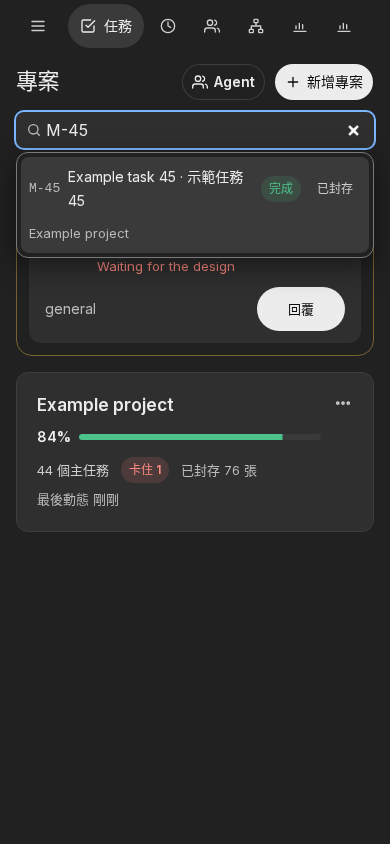 任務
專案
Agent
新增專案
M-45
M-45
Example task 45 · 示範任務 45
完成
已封存
Example project
Waiting for the design
general
回覆
Example project
84%
44 個主任務
卡住 1
已封存 76 張
最後動態 剛剛